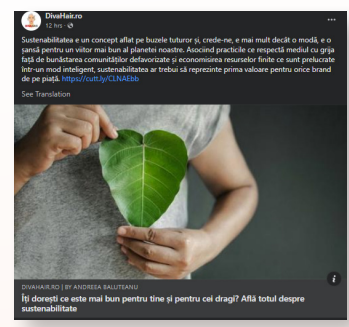 DivaHair.ro
12 hrs ·
Sustenabilitatea e un concept aflat pe buzele tuturor și, crede-ne, e mai mult decât o modă, e o
șansă pentru un viitor mai bun al planetei noastre. Asociind practicile ce respectă mediul cu grija
față de bunăstarea comunităților defavorizate și economisirea resurselor finite ce sunt prelucrate
într-un mod inteligent, sustenabilitatea ar trebui să reprezinte prima valoare pentru orice brand
de pe piață. https://cutt.ly/CLNAEbb
See Translation
DIVAHAIR.RO | BY ANDREEA BALUTEANU
Îți dorești ce este mai bun pentru tine și pentru cei dragi? Află totul despre
sustenabilitate